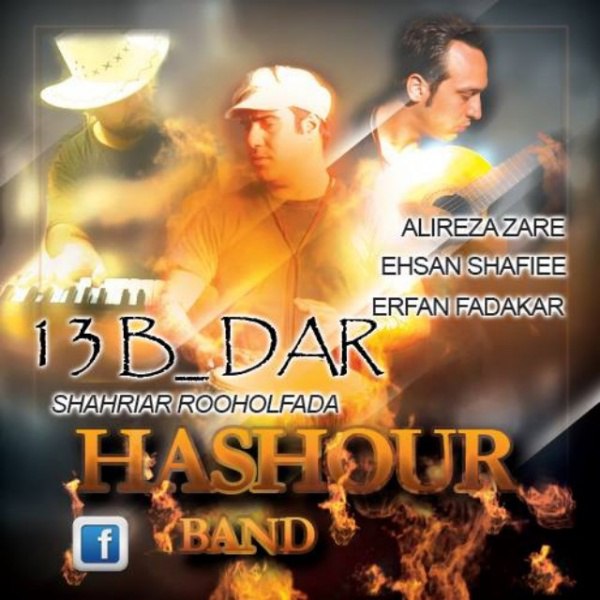 ALIREZA ZARE
EHSAN SHAFIEE
ERFAN FADAKAR
13B_DAR
SHAHRIAR ROOHOLFADA
HASHOUR
BAND
f